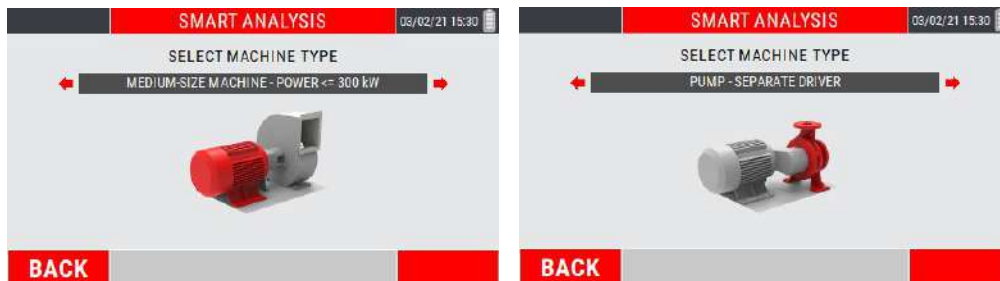 SMART ANALYSIS 03/02/21 15:30
SELECT MACHINE TYPE
MEDIUM-SIZE MACHINE - POWER <= 300 kW
BACK
SMART ANALYSIS 03/02/21 15:30
SELECT MACHINE TYPE
PUMP - SEPARATE DRIVER
BACK